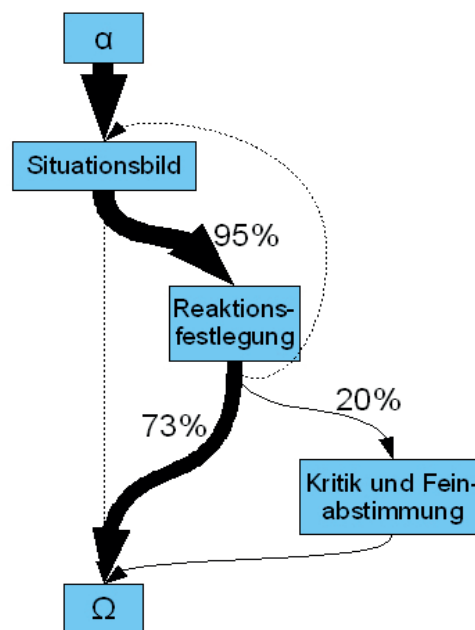 α
Situationsbild
95%
Reaktions-
festlegung
73%
20%
Kritik und Fein-
abstimmung
Ω